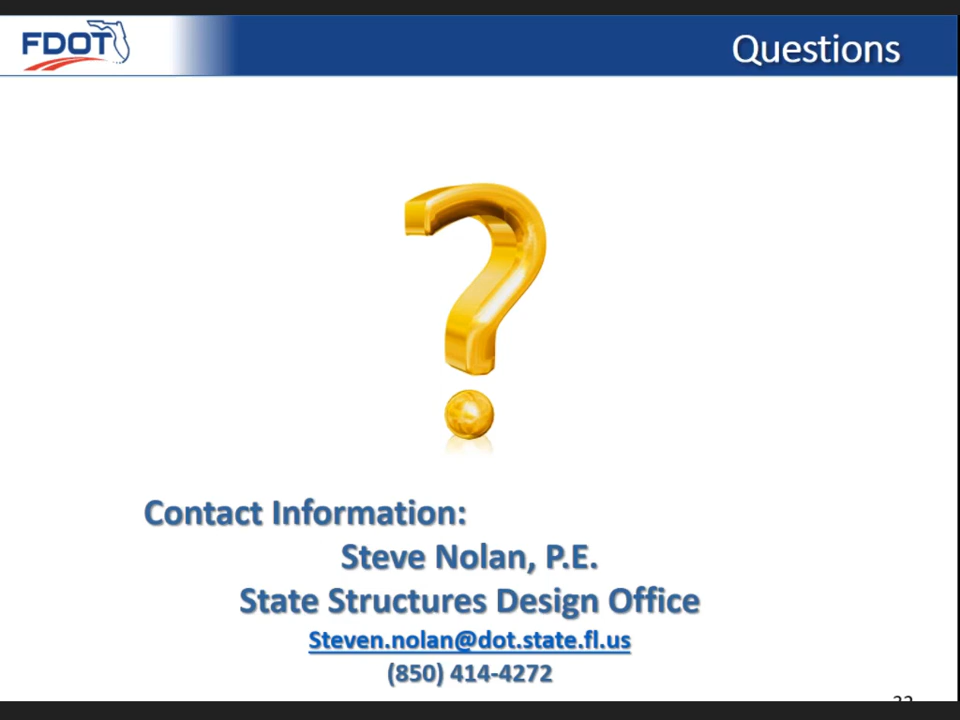 FDOT
Questions
Contact Information:
Steve Nolan, P.E.
State Structures Design Office
Steven.nolan@dot.state.fl.us
(850) 414-4272